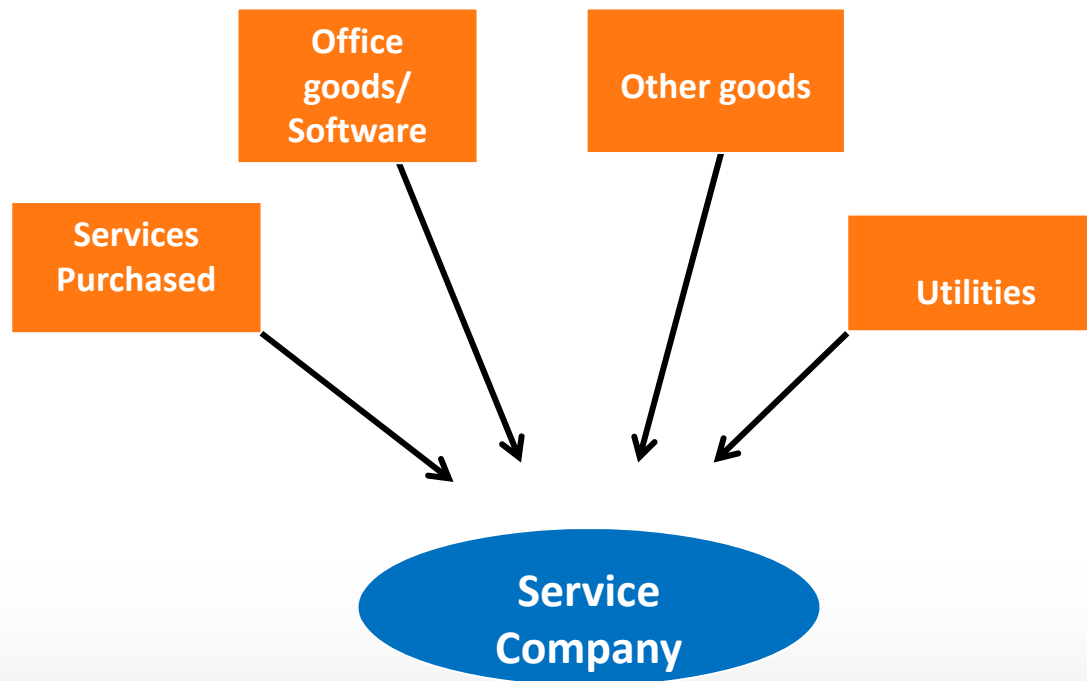 Office
goods/
Software
Other goods
Services
Purchased
Utilities
Service
Company